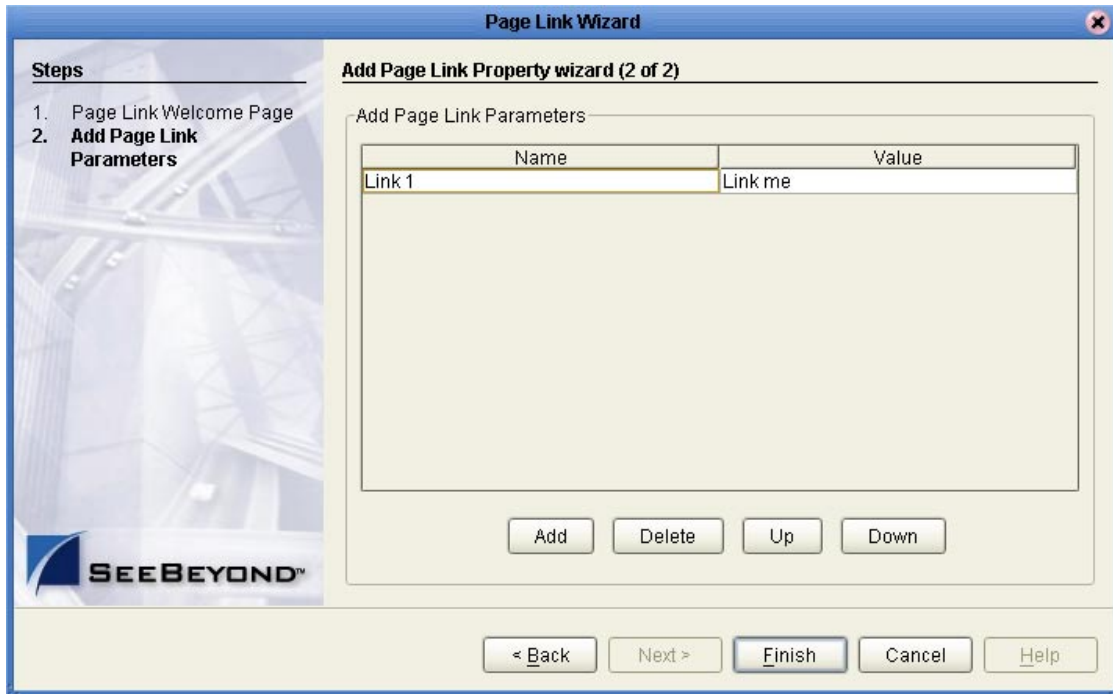 Page Link Wizard
Steps
1. Page Link Welcome Page
2. Add Page Link
Parameters
Add Page Link Property wizard (2 of 2)
Add Page Link Parameters
Name Value
Link 1 Link me
Add Delete Up Down
SEEBEYOND™
< Back Next > Finish Cancel Help